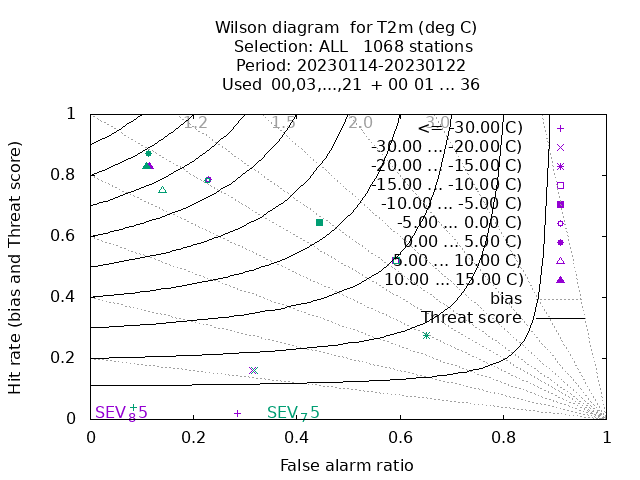 Wilson diagram for T2m (deg C)
Selection: ALL 1068 stations
Period: 20230114-20230122
Used 00,03,...,21 + 00 01 ... 36
Hit rate (bias and Threat score)
1
0.8
0.6
0.4
0.2
0
1.2 1.5 2.0 3.0
<= -30.00 C)
-30.00 ... -20.00 C)
-20.00 ... -15.00 C)
-15.00 ... -10.00 C)
-10.00 ... -5.00 C)
-5.00 ... 0.00 C)
0.00 ... 5.00 C)
5.00 ... 10.00 C)
10.00 ... 15.00 C)
bias
Threat score
SEV 85 SEV 75
0 0.2 0.4 0.6 0.8 1
False alarm ratio